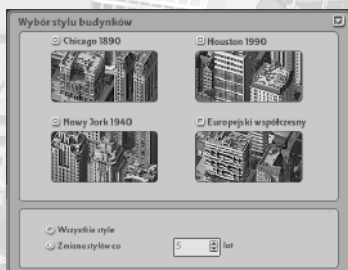 Wybór stylu budynków
Chicago 1890
Houston 1990
Nowy Jork 1940
Europejski współczesny
Wszystkie style
Zmiana stylów co 5 lat